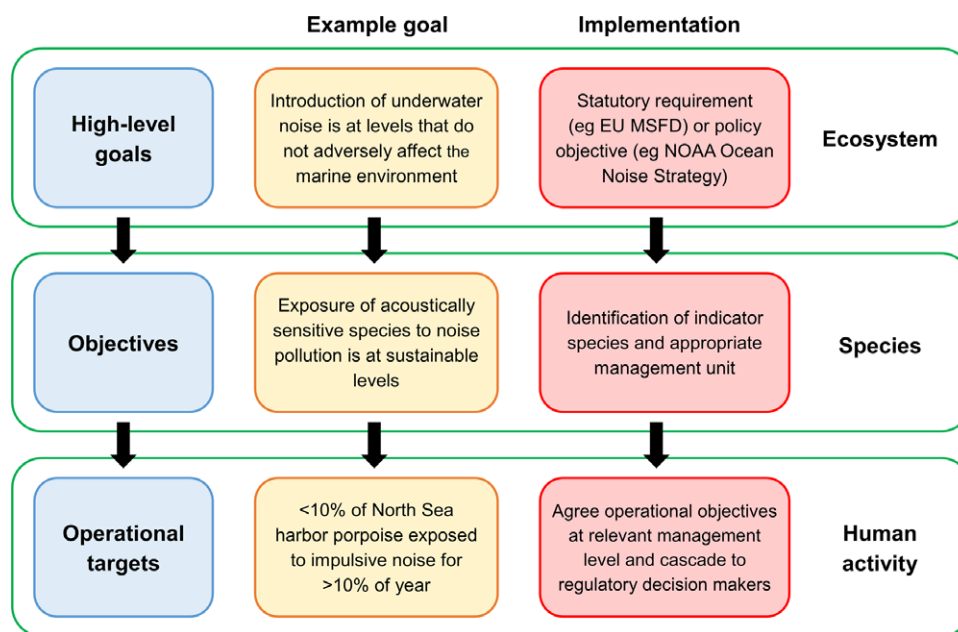 Example goal
Implementation
High-level
goals
Introduction of underwater
noise is at levels that do
not adversely affect the
marine environment
Statutory requirement
(eg EU MSFD) or policy
objective (eg NOAA Ocean
Noise Strategy)
Ecosystem
Objectives
Exposure of acoustically
sensitive species to noise
pollution is at sustainable
levels
Identification of indicator
species and appropriate
management unit
Species
Operational
targets
<10% of North Sea
harbor porpoise exposed
to impulsive noise for
>10% of year
Agree operational objectives
at relevant management
level and cascade to
regulatory decision makers
Human
activity